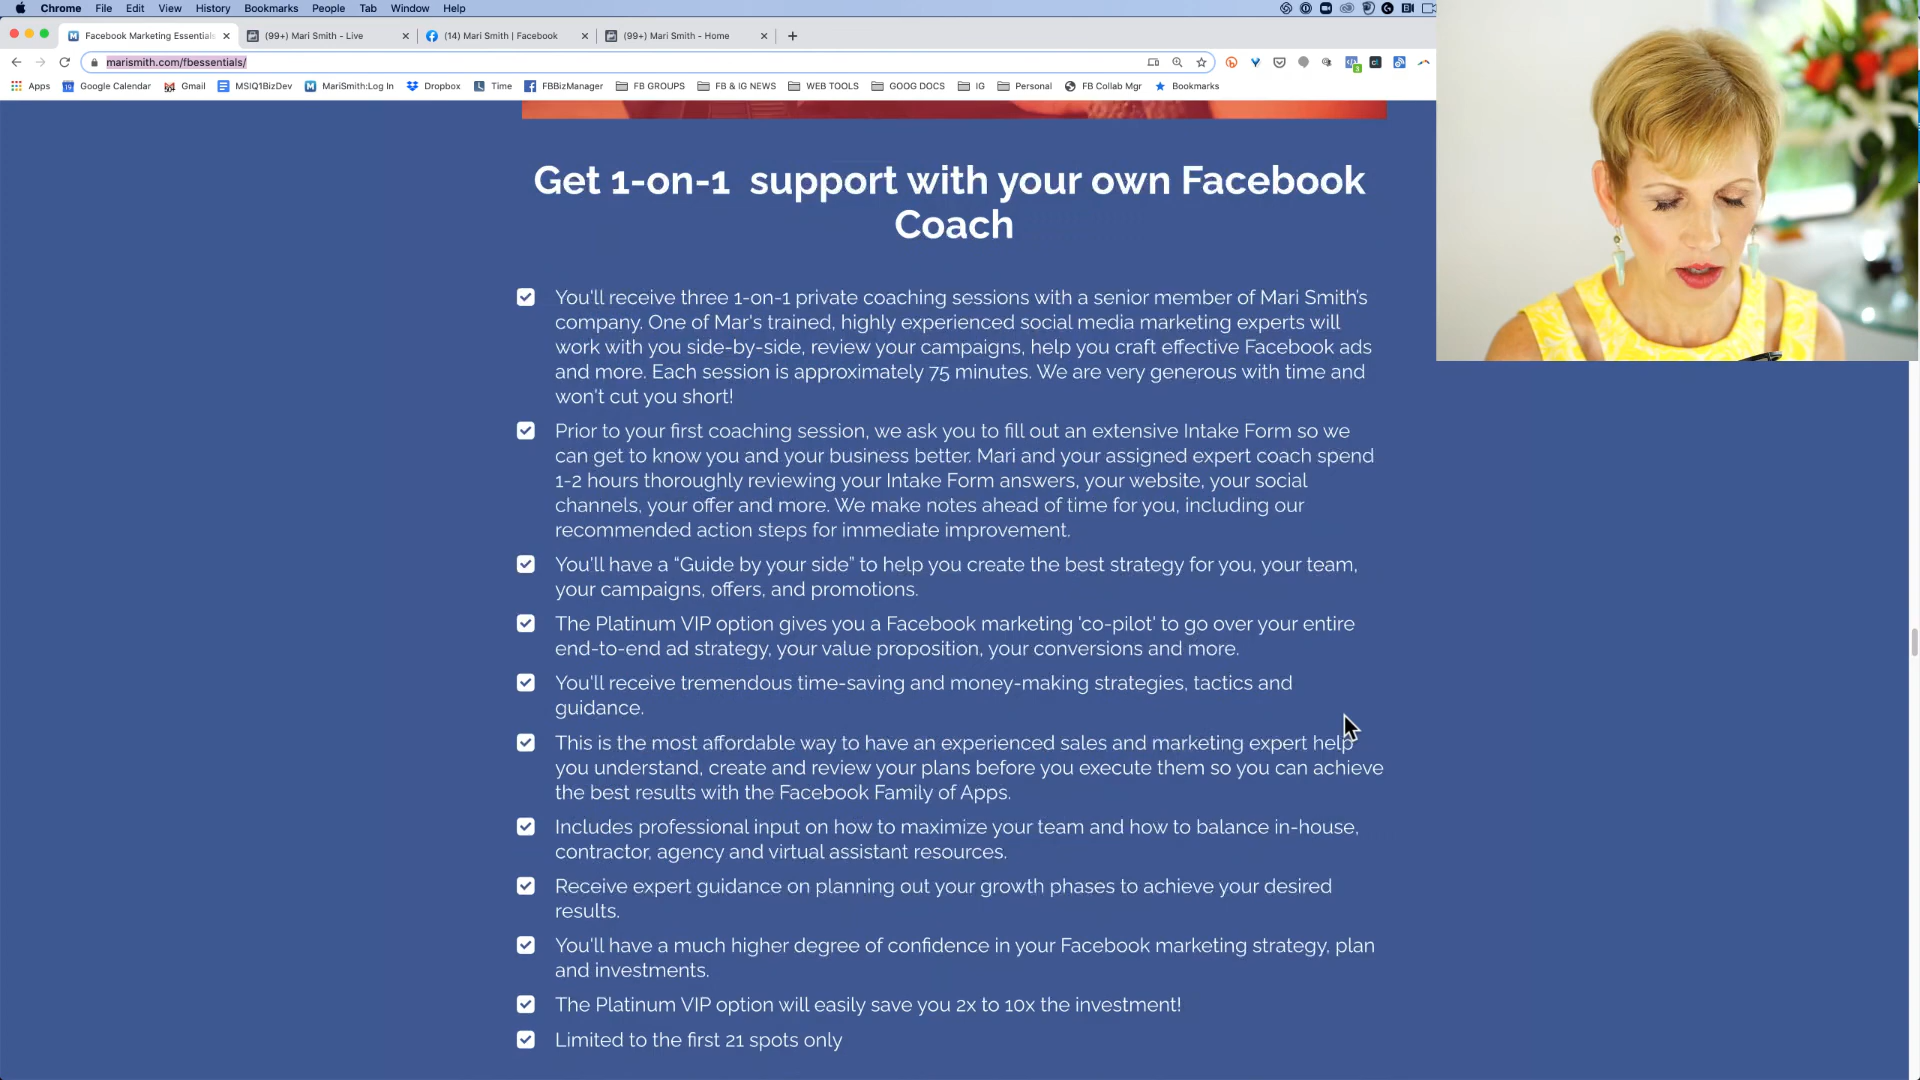 Chrome File Edit View History Bookmarks People Tab Window Help
Facebook Marketing Essentials (99+) Mari Smith - Live (14) Mari Smith | Facebook (99+) Mari Smith - Home
marismith.com/fbessentials/
Apps Google Calendar Gmail MSIQ1BizDev MariSmith:Log In Dropbox Time FBBizManager FB GROUPS FB & IG NEWS WEB TOOLS GOOG DOCS IG Personal FB Collab Mgr Bookmarks
Get 1-on-1 support with your own Facebook
Coach
You'll receive three 1-on-1 private coaching sessions with a senior member of Mari Smith's
company. One of Mar's trained, highly experienced social media marketing experts will
work with you side-by-side, review your campaigns, help you craft effective Facebook ads
and more. Each session is approximately 75 minutes. We are very generous with time and
won't cut you short!
Prior to your first coaching session, we ask you to fill out an extensive Intake Form so we
can get to know you and your business better. Mari and your assigned expert coach spend
1-2 hours thoroughly reviewing your Intake Form answers, your website, your social
channels, your offer and more. We make notes ahead of time for you, including our
recommended action steps for immediate improvement.
You'll have a “Guide by your side” to help you create the best strategy for you, your team,
your campaigns, offers, and promotions.
The Platinum VIP option gives you a Facebook marketing 'co-pilot' to go over your entire
end-to-end ad strategy, your value proposition, your conversions and more.
You'll receive tremendous time-saving and money-making strategies, tactics and
guidance.
This is the most affordable way to have an experienced sales and marketing expert help
you understand, create and review your plans before you execute them so you can achieve
the best results with the Facebook Family of Apps.
Includes professional input on how to maximize your team and how to balance in-house,
contractor, agency and virtual assistant resources.
Receive expert guidance on planning out your growth phases to achieve your desired
results.
You'll have a much higher degree of confidence in your Facebook marketing strategy, plan
and investments.
The Platinum VIP option will easily save you 2x to 10x the investment!
Limited to the first 21 spots only